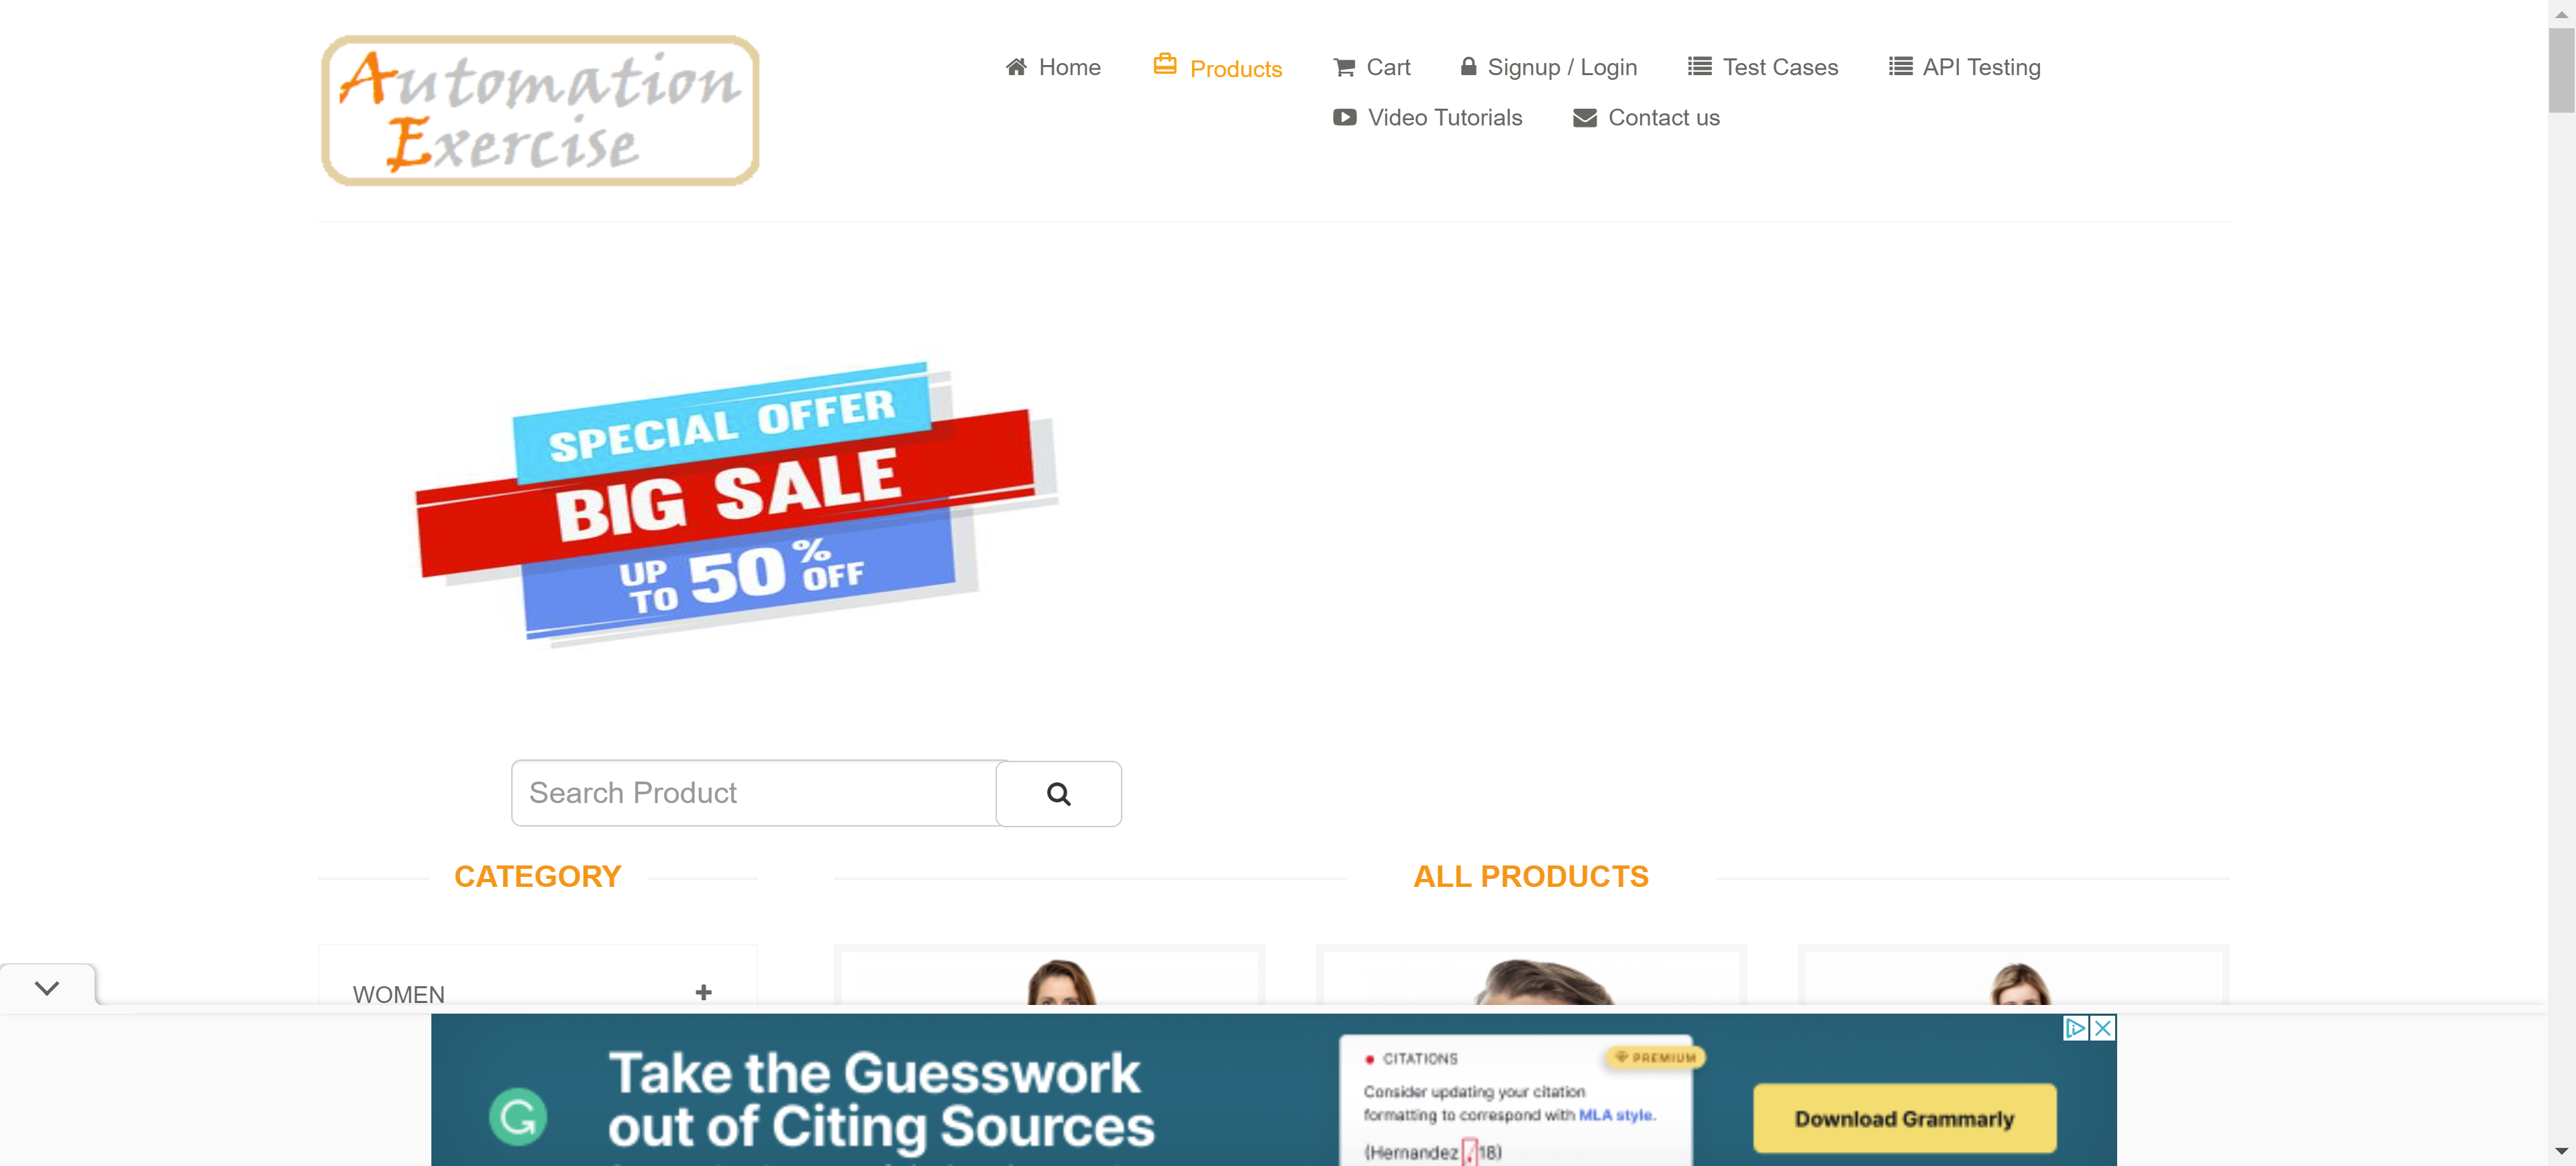 Automation
Exercise
Home
Products
Cart
Signup / Login
Test Cases
API Testing
Video Tutorials
Contact us
SPECIAL OFFER
BIG SALE
UP TO 50% OFF
Search Product
CATEGORY
ALL PRODUCTS
WOMEN
Take the Guesswork
out of Citing Sources
CITATIONS
PREMIUM
Consider updating your citation
formatting to correspond with MLA style.
(Hernandez , 18)
Download Grammarly